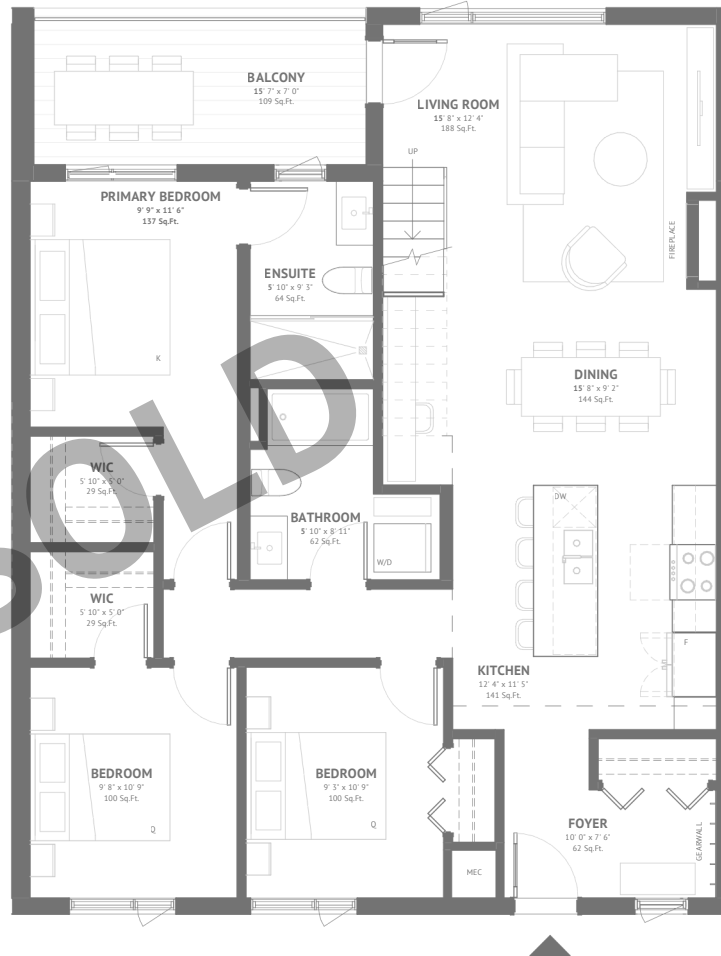 BALCONY
15' 7" x 7' 0"
109 Sq.Ft.
LIVING ROOM
15' 8" x 12' 4"
188 Sq.Ft.
UP
PRIMARY BEDROOM
9' 9" x 11' 6"
137 Sq.Ft.
FIREPLACE
ENSUITE
5' 10" x 9' 3"
64 Sq.Ft.
K
DINING
15' 8" x 9' 2"
144 Sq.Ft.
SOLD
WIC
5' 10" x 5' 0"
29 Sq.Ft.
DW
BATHROOM
5' 10" x 8' 11"
62 Sq.Ft.
W/D
WIC
5' 10" x 5' 0"
29 Sq.Ft.
F
KITCHEN
12' 4" x 11' 5"
141 Sq.Ft.
BEDROOM
9' 8" x 10' 9"
100 Sq.Ft.
Q
BEDROOM
9' 3" x 10' 9"
100 Sq.Ft.
Q
FOYER
10' 0" x 7' 6"
62 Sq.Ft.
GEARWALL
MEC